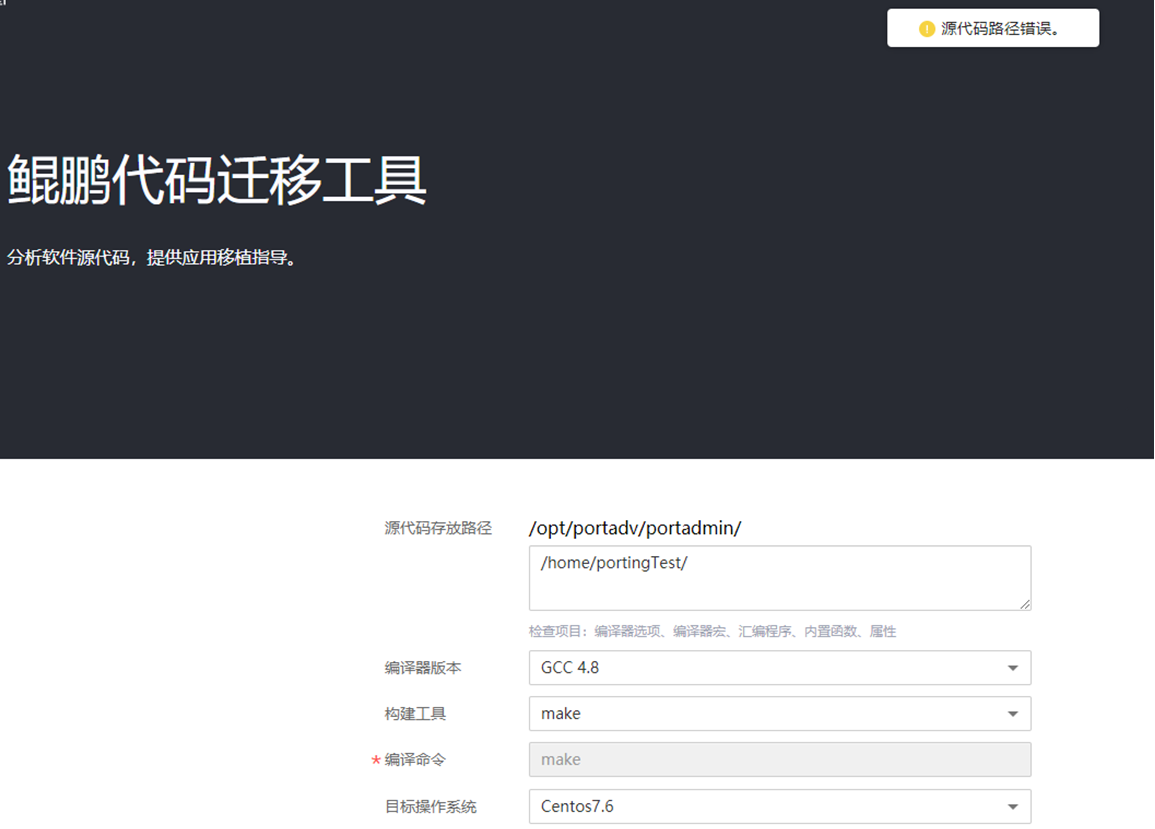 源代码路径错误。
鲲鹏代码迁移工具
分析软件源代码，提供应用移植指导。
源代码存放路径 /opt/portadv/portadmin/
/home/portingTest/
检查项目：编译器选项、编译器宏、汇编程序、内置函数、属性
编译器版本 GCC 4.8
构建工具 make
* 编译命令 make
目标操作系统 Centos7.6